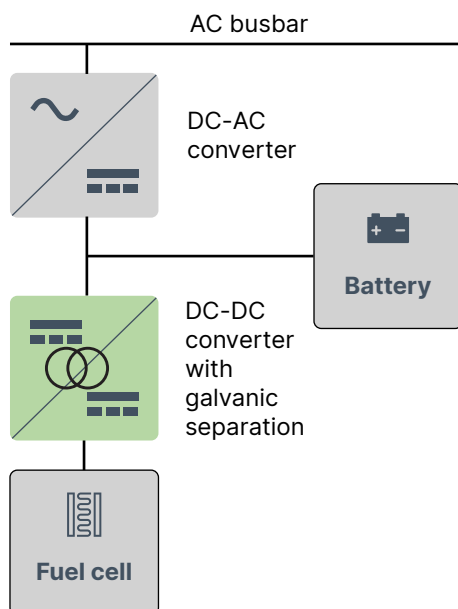 AC busbar
DC-AC
converter
Battery
DC-DC
converter
with
galvanic
separation
Fuel cell